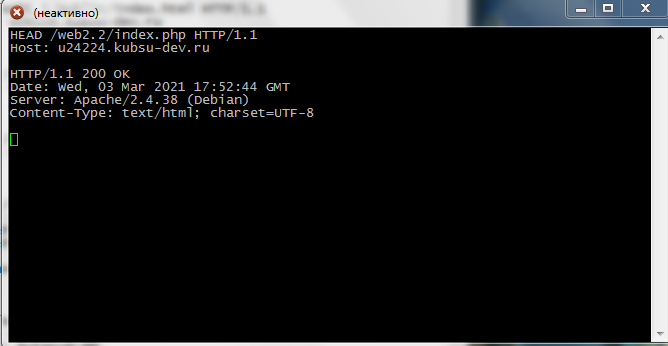 (неактивно)
HEAD /web2.2/index.php HTTP/1.1
Host: u24224.kubsu-dev.ru
HTTP/1.1 200 OK
Date: Wed, 03 Mar 2021 17:52:44 GMT
Server: Apache/2.4.38 (Debian)
Content-Type: text/html; charset=UTF-8